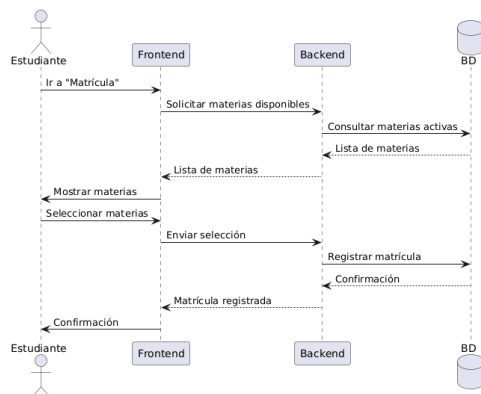 Estudiante
Frontend
Backend
BD
Ir a "Matrícula"
Solicitar materias disponibles
Consultar materias activas
Lista de materias
Lista de materias
Mostrar materias
Seleccionar materias
Enviar selección
Registrar matrícula
Confirmación
Matrícula registrada
Confirmación
Estudiante
Frontend
Backend
BD